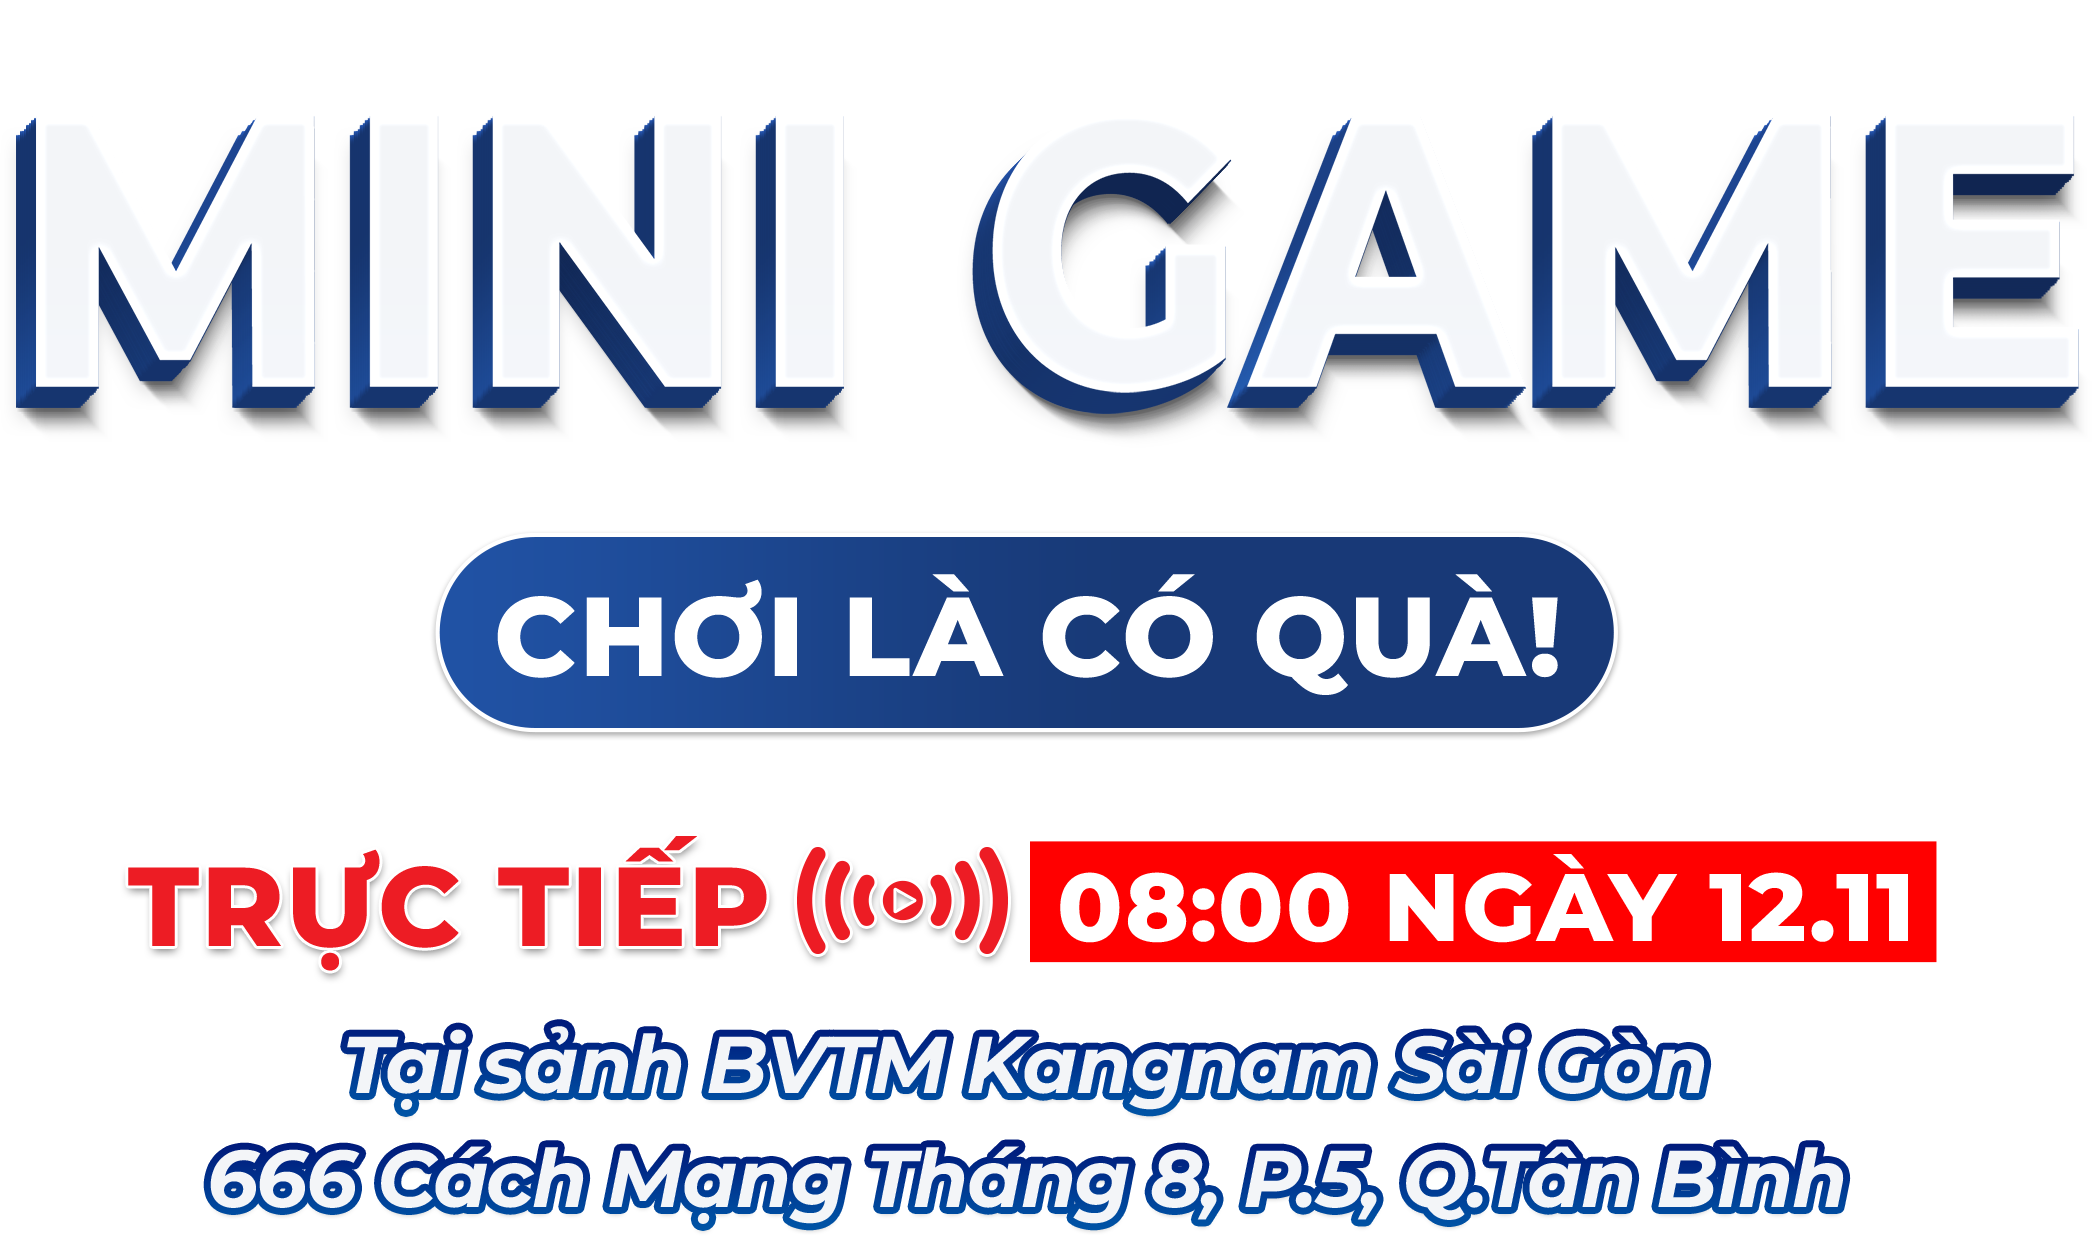 MINI GAME
CHƠI LÀ CÓ QUÀ!
TRỰC TIẾP 08:00 NGÀY 12.11
Tại sảnh BVTM Kangnam Sài Gòn
666 Cách Mạng Tháng 8, P.5, Q.Tân Bình